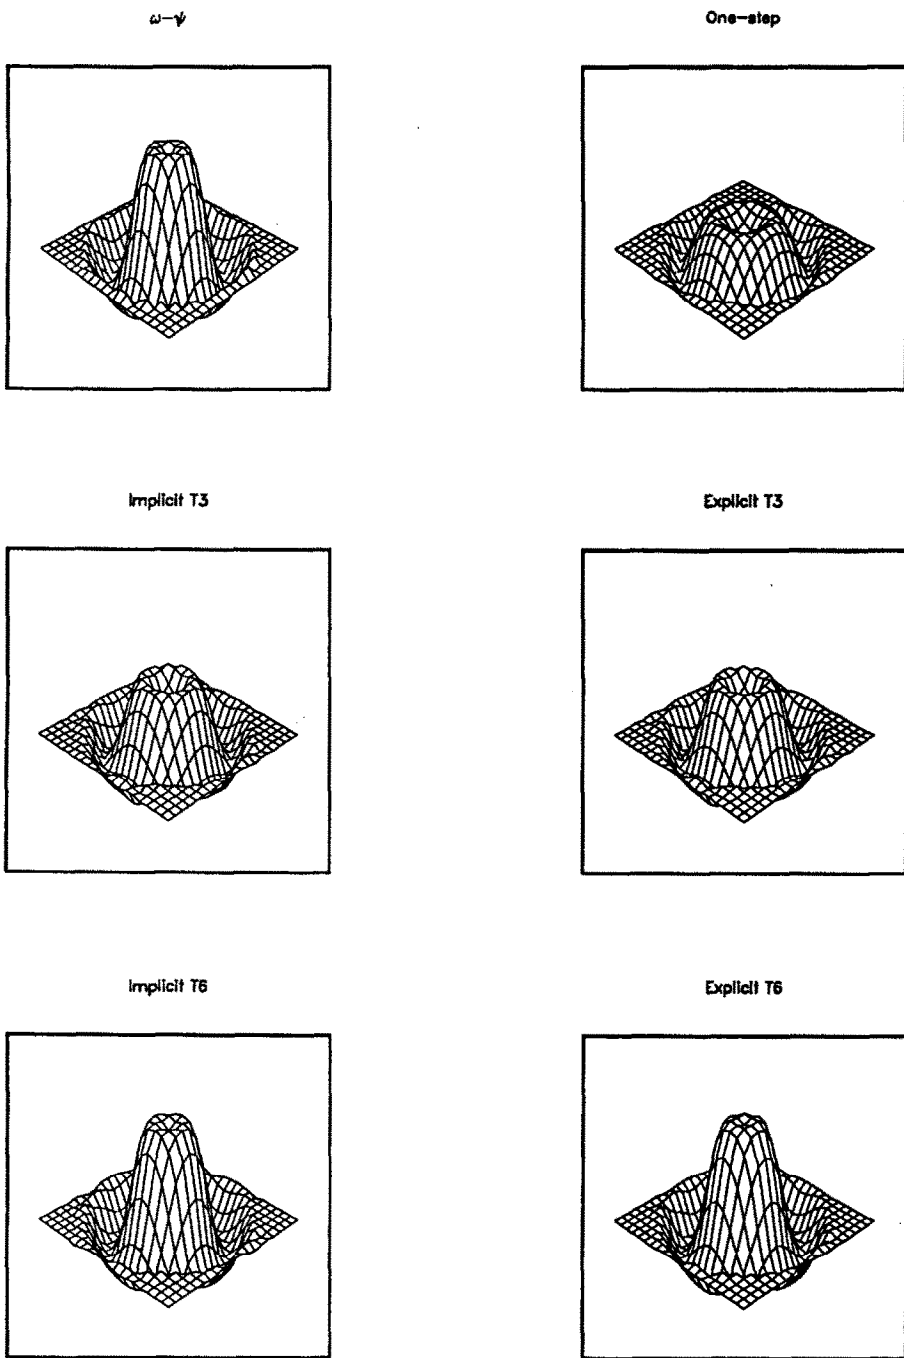 ω−ψ
One−step
Implicit T3
Explicit T3
Implicit T6
Explicit T6